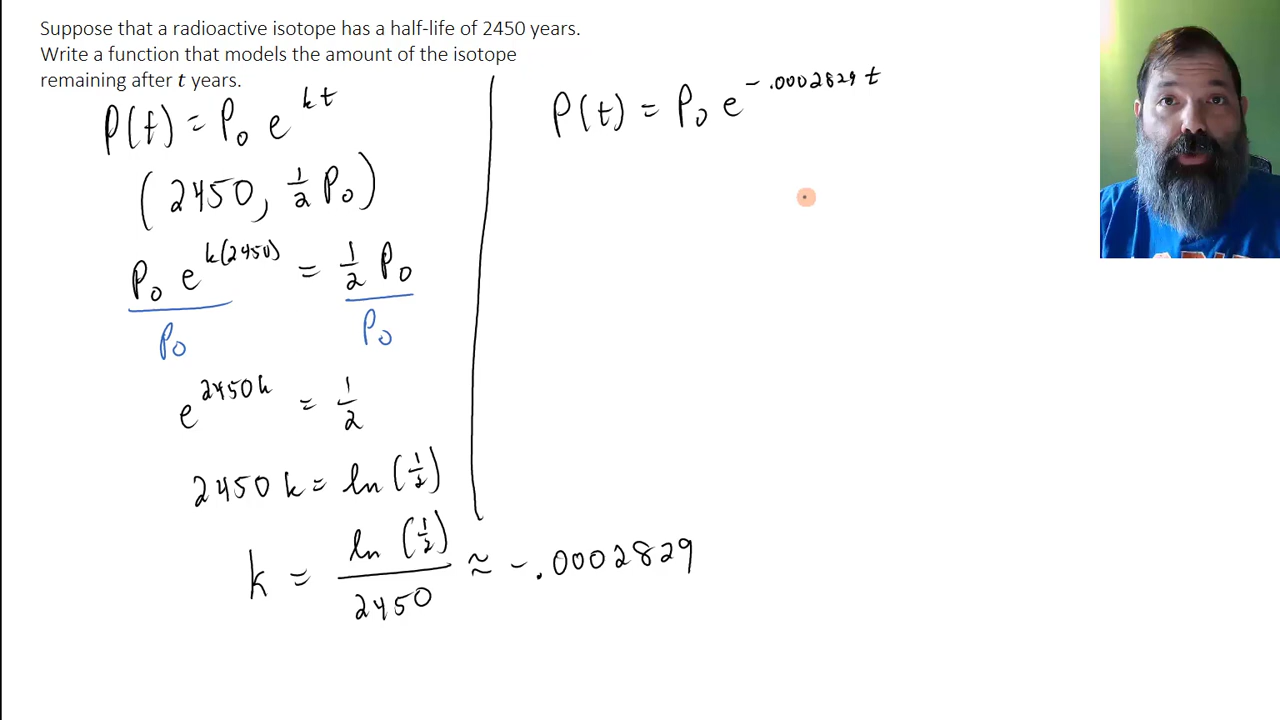 Suppose that a radioactive isotope has a half-life of 2450 years.
Write a function that models the amount of the isotope
remaining after t years.
P(t) = P₀ e^{kt}
(2450, 1/2 P₀)
P₀ e^{k(2450)} / P₀ = 1/2 P₀ / P₀
e^{2450k} = 1/2
2450 k = ln (1/2)
k = ln (1/2) / 2450 ≈ -.0002829
P(t) = P₀ e^{-.0002829 t}